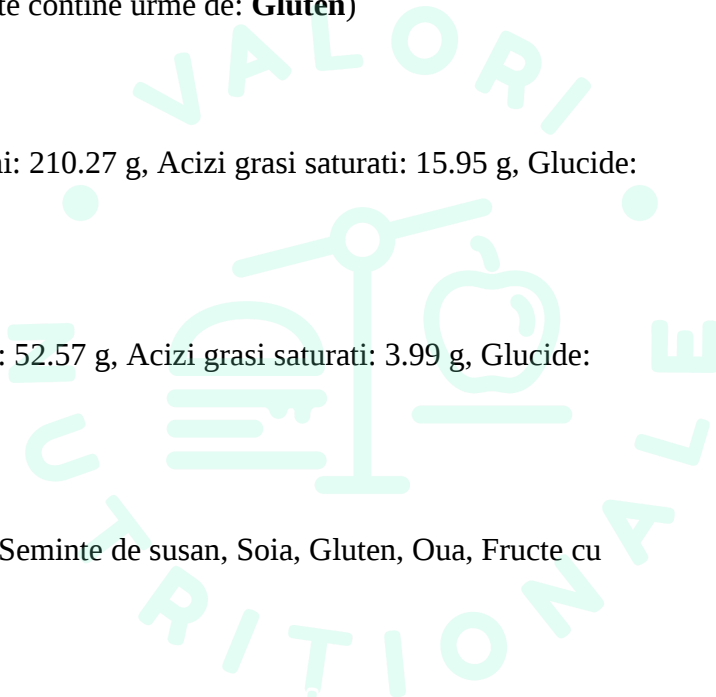 te contine urme de: Gluten)
VALORI
i: 210.27 g, Acizi grasi saturati: 15.95 g, Glucide:
: 52.57 g, Acizi grasi saturati: 3.99 g, Glucide:
Seminte de susan, Soia, Gluten, Oua, Fructe cu
NUTRITIONALE